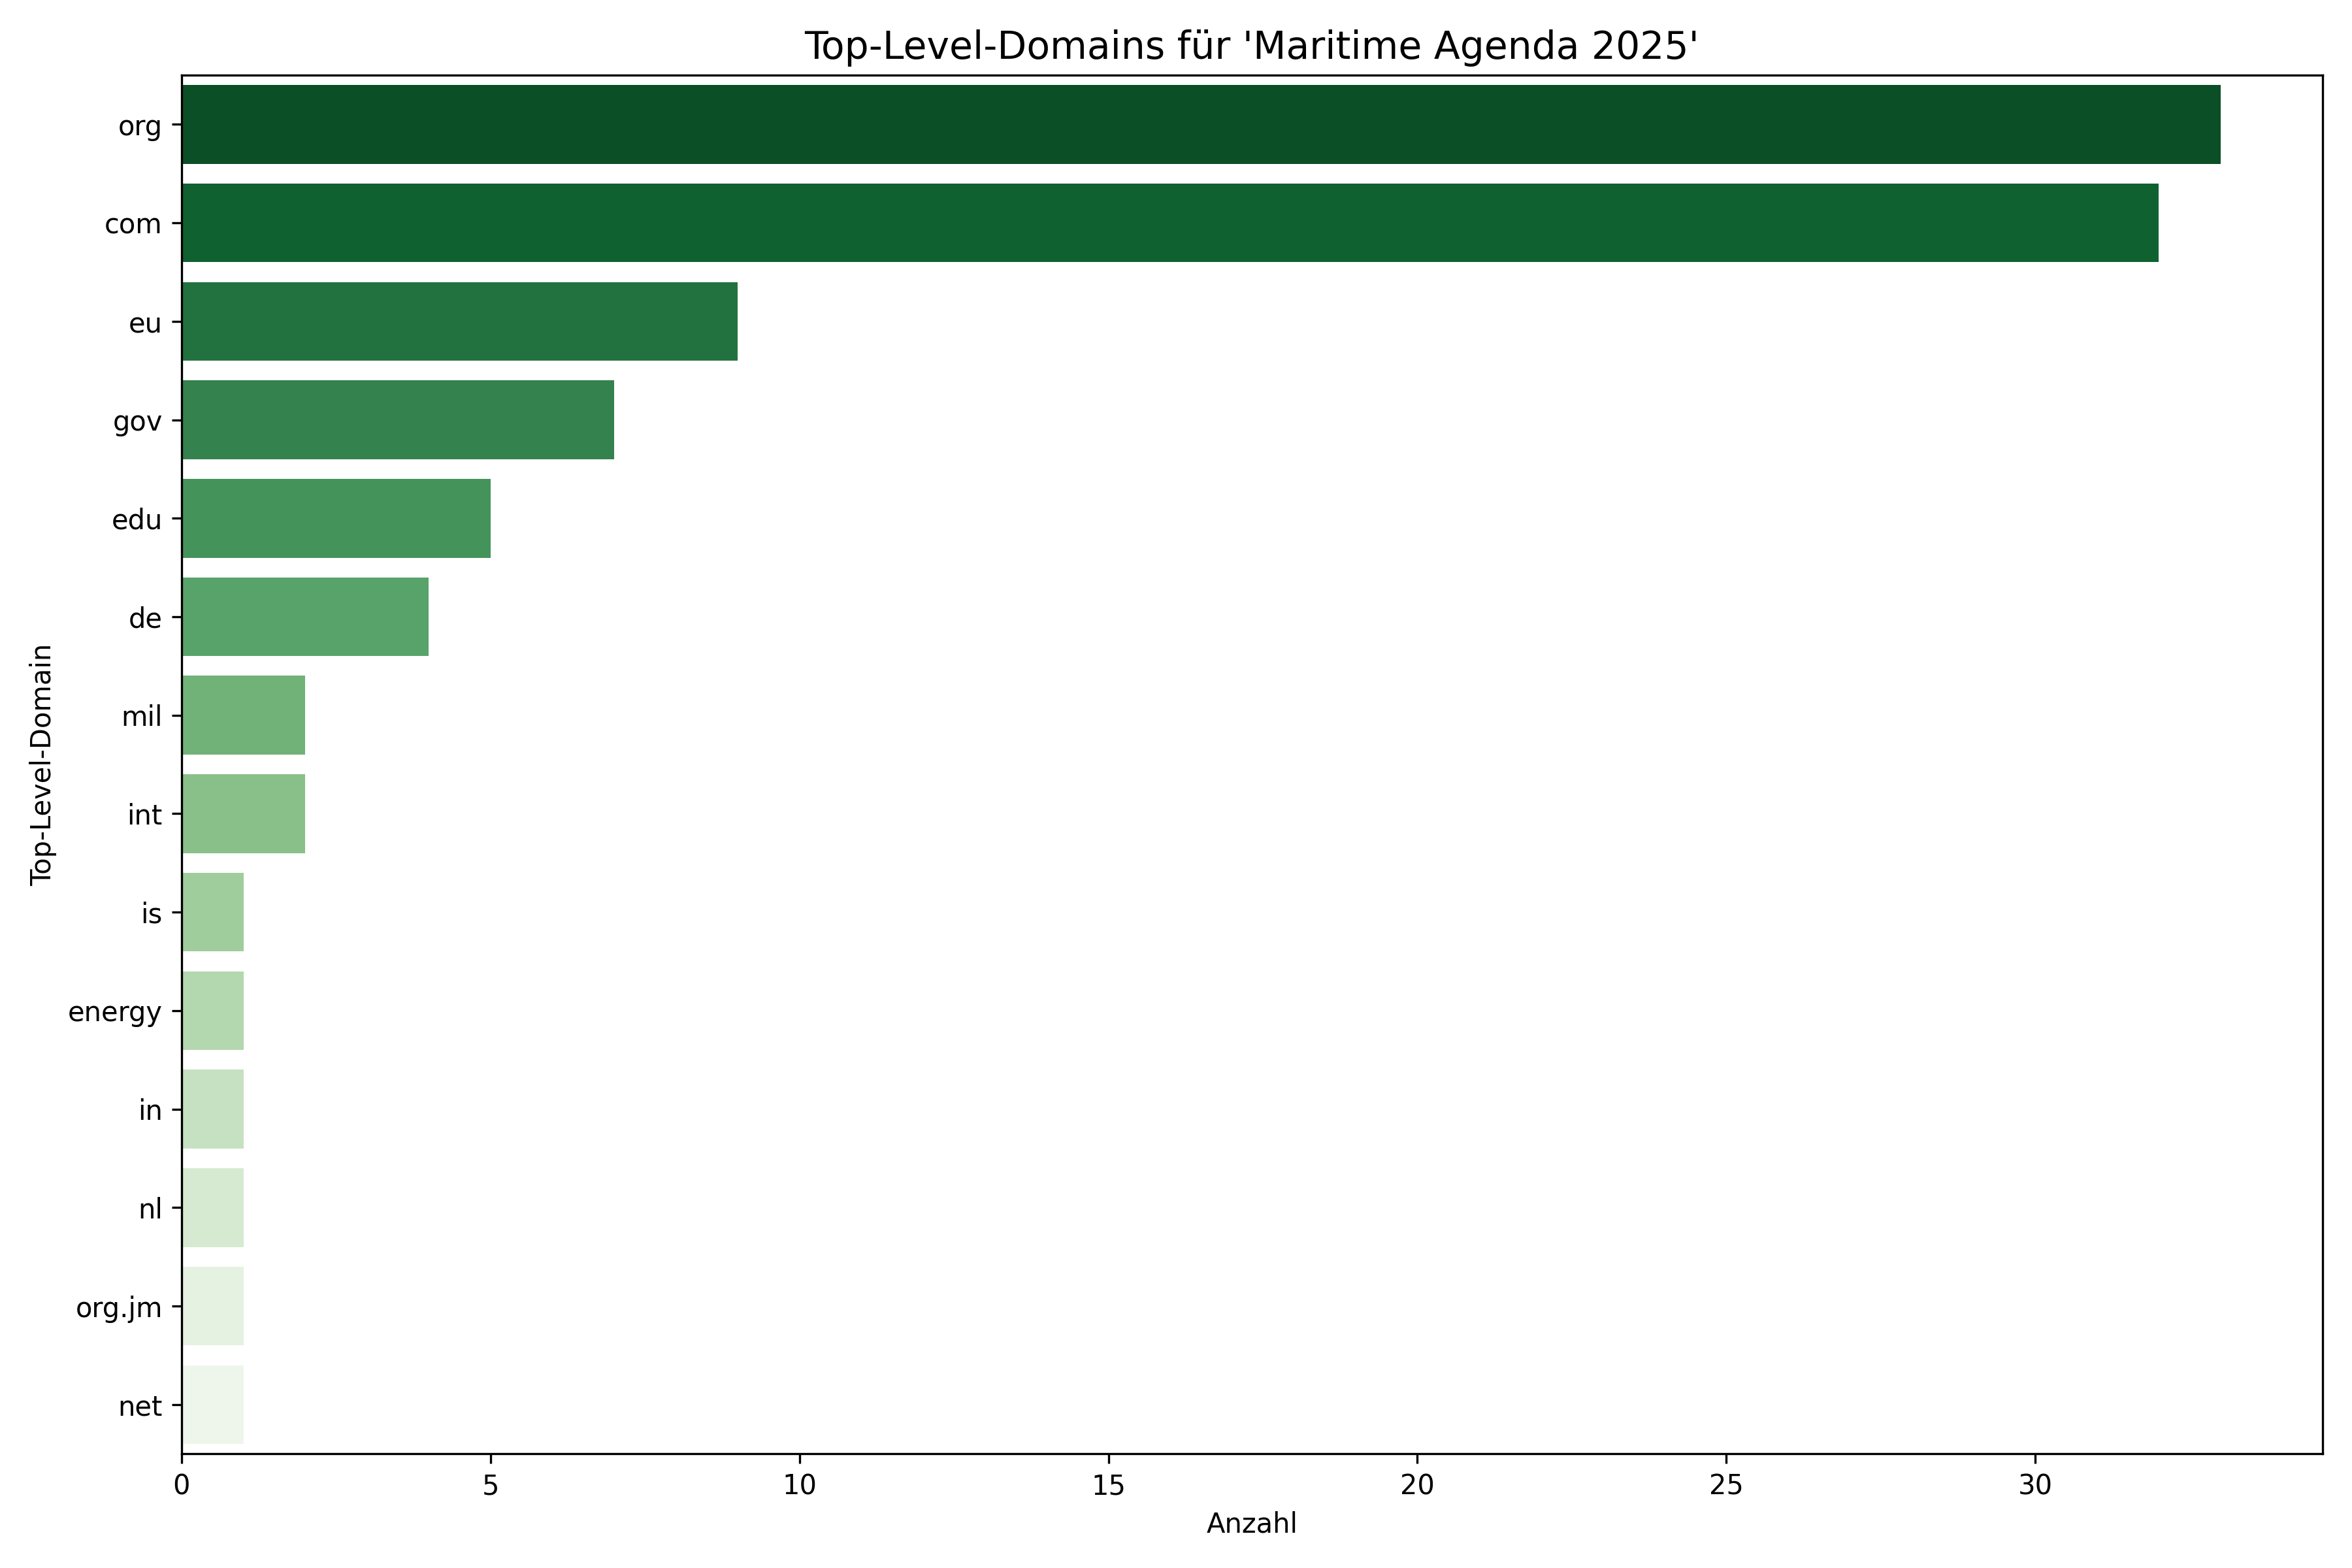 Top-Level-Domains für 'Maritime Agenda 2025'
Top-Level-Domain
org
com
eu
gov
edu
de
mil
int
is
energy
in
nl
org.jm
net
0 5 10 15 20 25 30
Anzahl